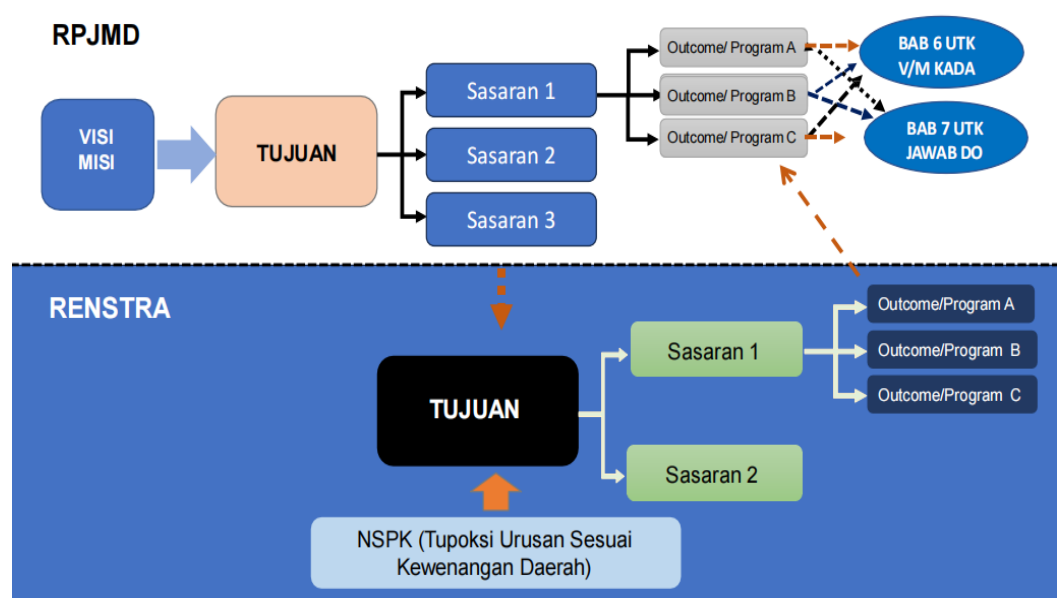 RPJMD
VISI
MISI
TUJUAN
Sasaran 1
Sasaran 2
Sasaran 3
Outcome/ Program A
Outcome/ Program B
Outcome/ Program C
BAB 6 UTK
V/M KADA
BAB 7 UTK
JAWAB DO
RENSTRA
TUJUAN
Sasaran 1
Sasaran 2
Outcome/Program A
Outcome/Program B
Outcome/Program C
NSPK (Tupoksi Urusan Sesuai
Kewenangan Daerah)